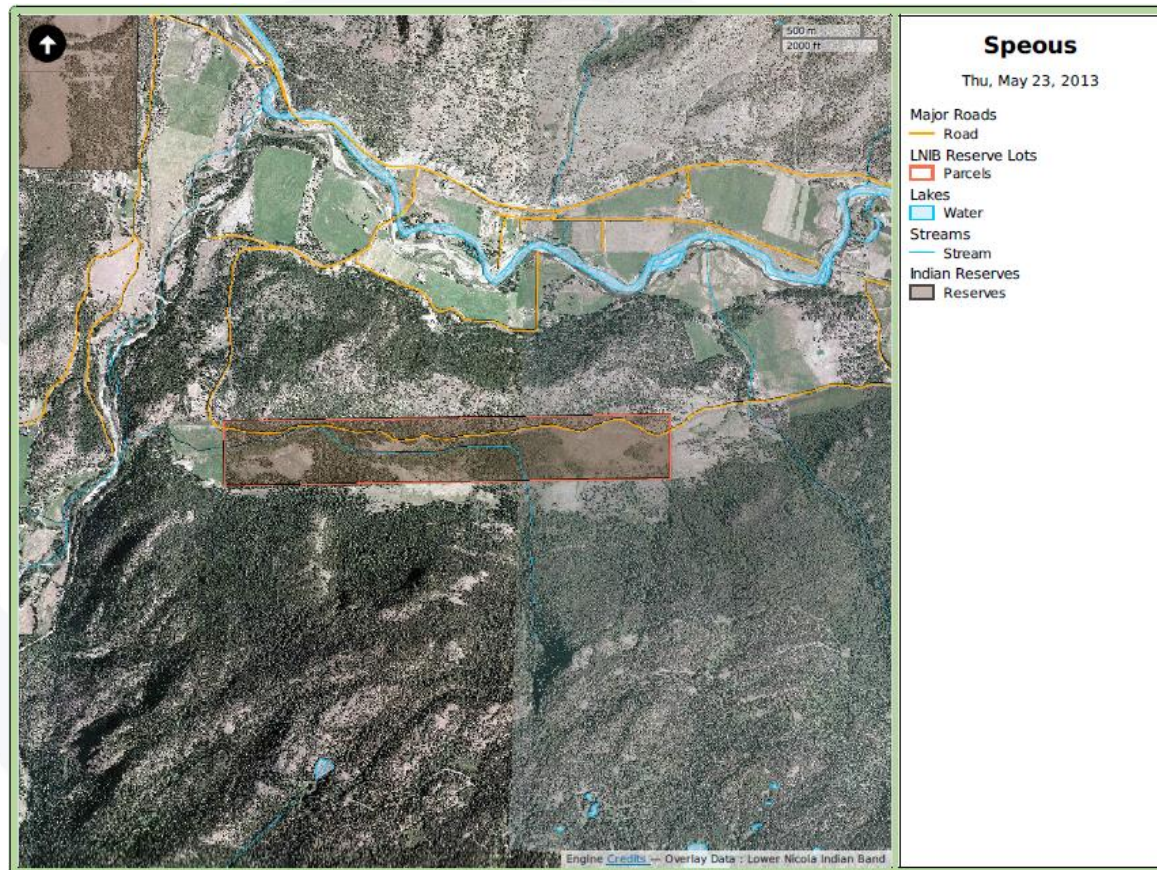 500 m
2000 ft
Speous
Thu, May 23, 2013
Major Roads
Road
LNIB Reserve Lots
Parcels
Lakes
Water
Streams
Stream
Indian Reserves
Reserves
Engine Credits — Overlay Data : Lower Nicola Indian Band